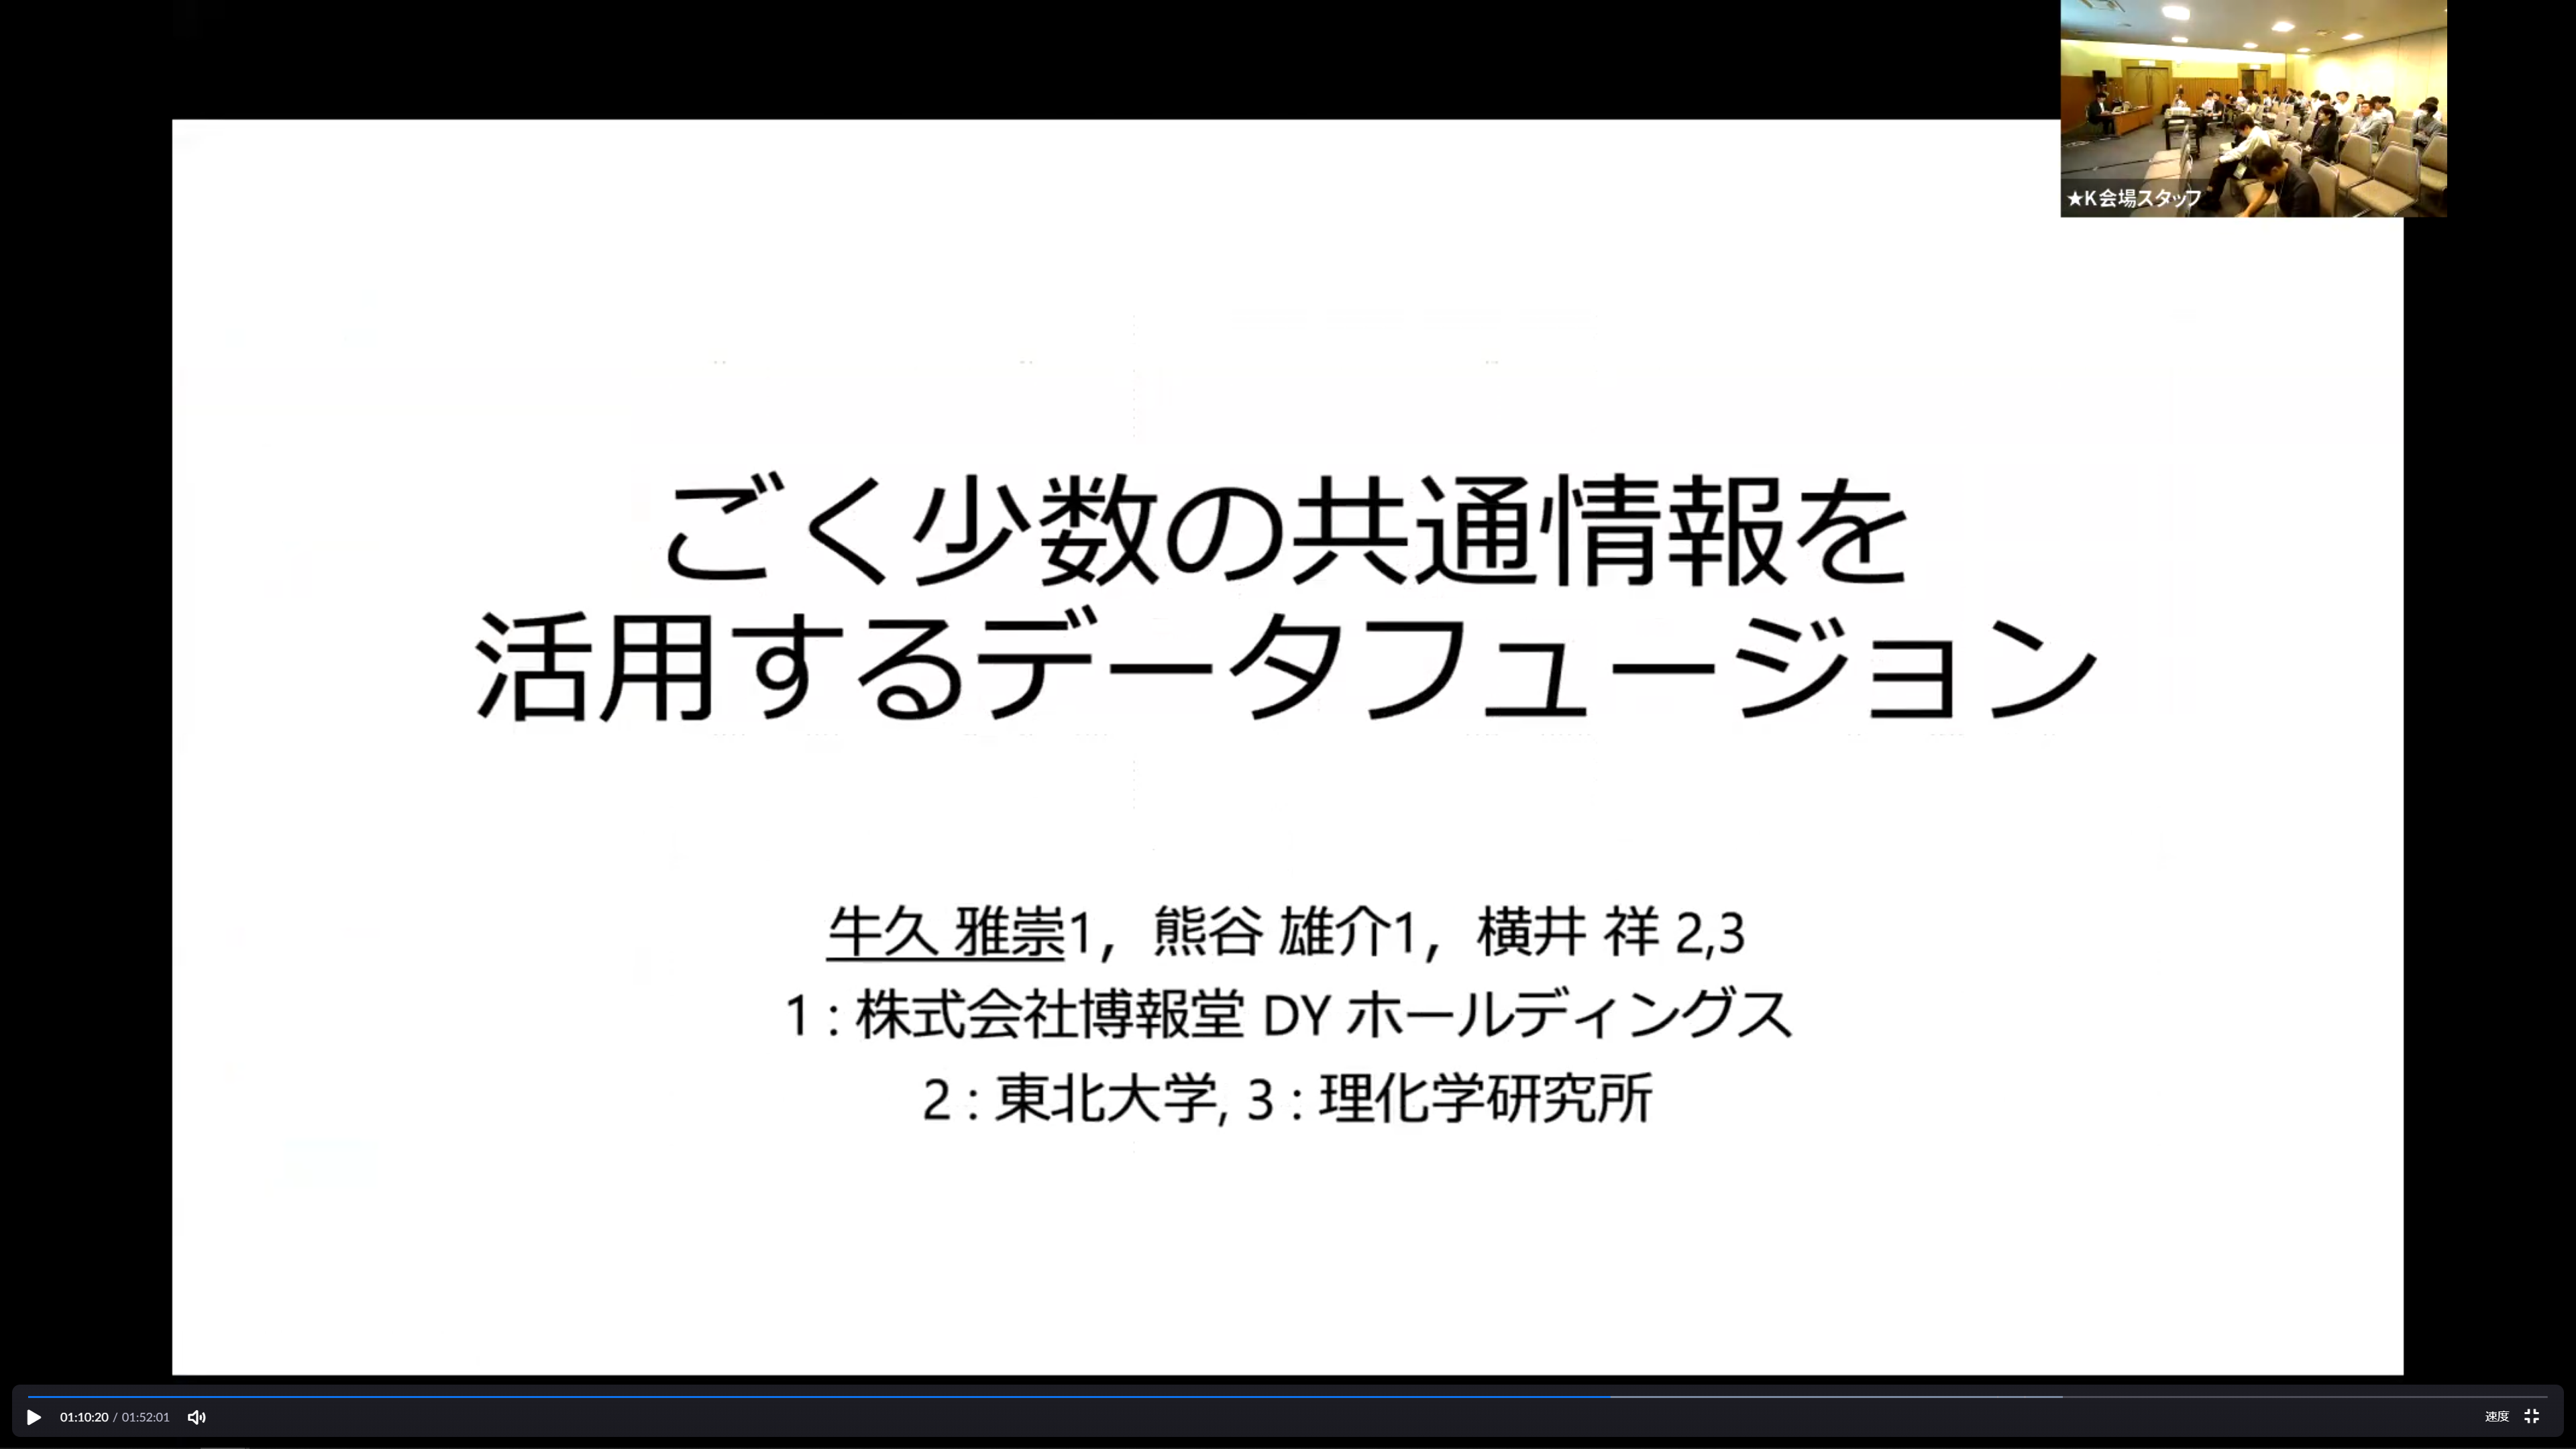 ★K会場スタッフ
ごく少数の共通情報を
活用するデータフュージョン
牛久 雅崇1，熊谷 雄介1，横井 祥 2,3
1 : 株式会社博報堂 DY ホールディングス
2 : 東北大学, 3 : 理化学研究所
01:10:20 / 01:52:01
速度